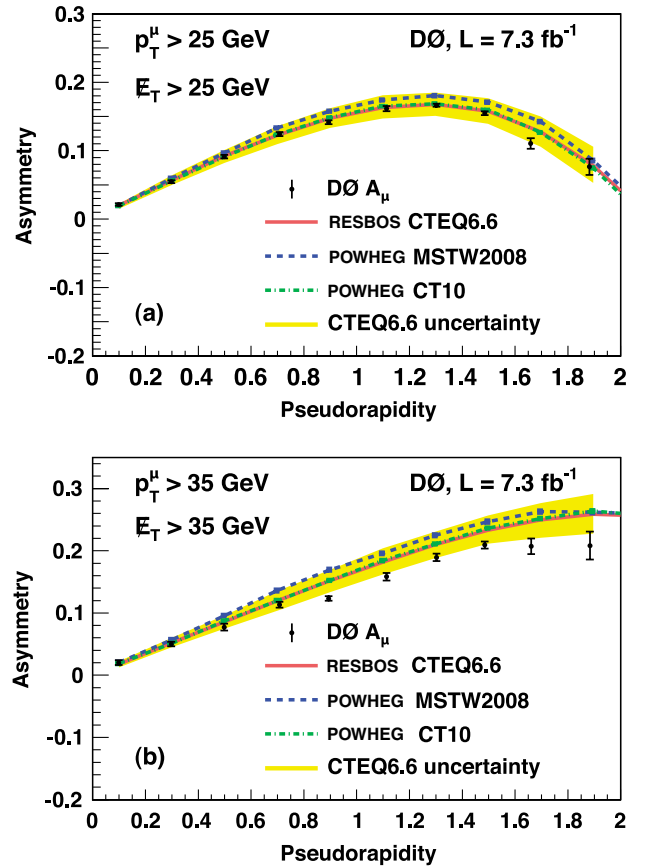 p_T^μ > 25 GeV
DØ, L = 7.3 fb⁻¹
E̸_T > 25 GeV
Asymmetry
0.3
0.2
0.1
0
-0.1
-0.2
DØ A_μ
RESBOS CTEQ6.6
POWHEG MSTW2008
POWHEG CT10
CTEQ6.6 uncertainty
(a)
0 0.2 0.4 0.6 0.8 1 1.2 1.4 1.6 1.8 2
Pseudorapidity
p_T^μ > 35 GeV
DØ, L = 7.3 fb⁻¹
E̸_T > 35 GeV
Asymmetry
0.3
0.2
0.1
0
-0.1
-0.2
DØ A_μ
RESBOS CTEQ6.6
POWHEG MSTW2008
POWHEG CT10
CTEQ6.6 uncertainty
(b)
0 0.2 0.4 0.6 0.8 1 1.2 1.4 1.6 1.8 2
Pseudorapidity